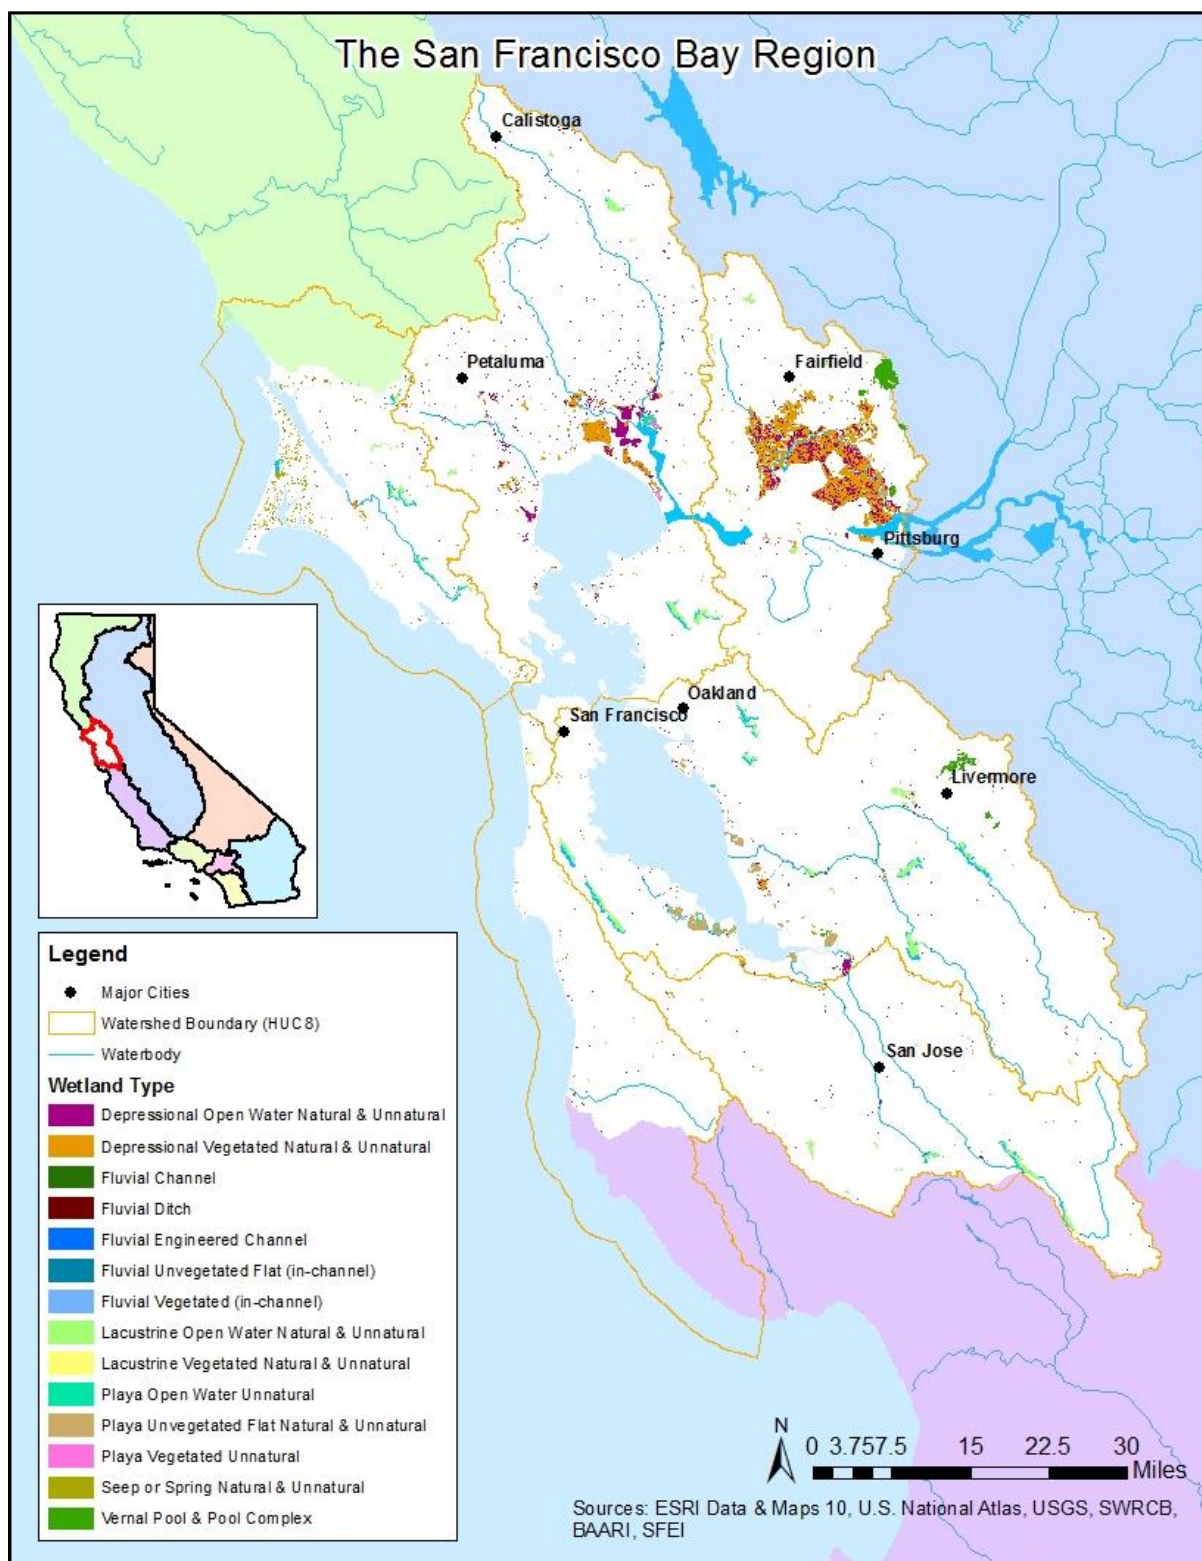 The San Francisco Bay Region
Calistoga
Petaluma
Fairfield
Pittsburg
Oakland
San Francisco
Livermore
San Jose
Legend
Major Cities
Watershed Boundary (HUC 8)
Waterbody
Wetland Type
Depressional Open Water Natural & Unnatural
Depressional Vegetated Natural & Unnatural
Fluvial Channel
Fluvial Ditch
Fluvial Engineered Channel
Fluvial Unvegetated Flat (in-channel)
Fluvial Vegetated (in-channel)
Lacustrine Open Water Natural & Unnatural
Lacustrine Vegetated Natural & Unnatural
Playa Open Water Unnatural
Playa Unvegetated Flat Natural & Unnatural
Playa Vegetated Unnatural
Seep or Spring Natural & Unnatural
Vernal Pool & Pool Complex
N
0 3.75 7.5 15 22.5 30
Miles
Sources: ESRI Data & Maps 10, U.S. National Atlas, USGS, SWRCB,
BAARI, SFEI